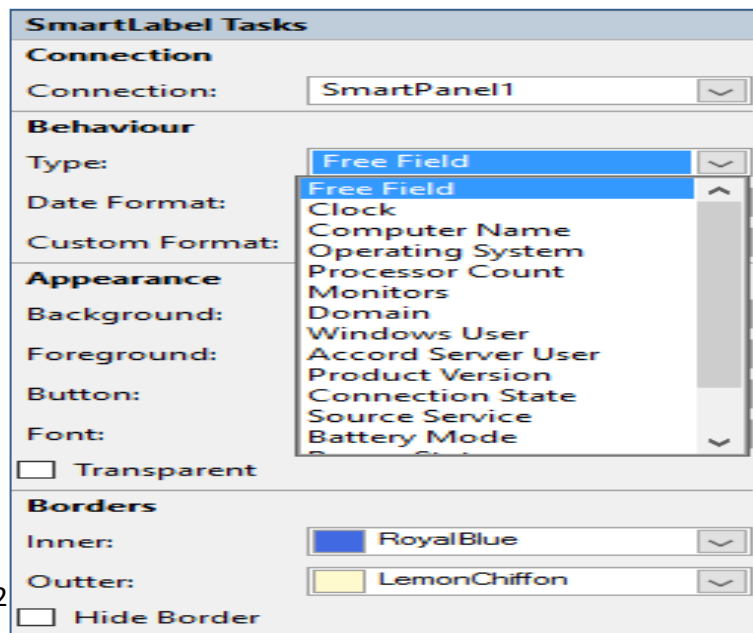 SmartLabel Tasks
Connection
Connection: SmartPanel1
Behaviour
Type: Free Field
Free Field
Date Format:
Clock
Computer Name
Custom Format:
Operating System
Processor Count
Appearance
Monitors
Background:
Domain
Windows User
Foreground:
Accord Server User
Product Version
Button:
Connection State
Source Service
Font:
Battery Mode
Transparent
Borders
Inner: RoyalBlue
Outter: LemonChiffon
2
Hide Border